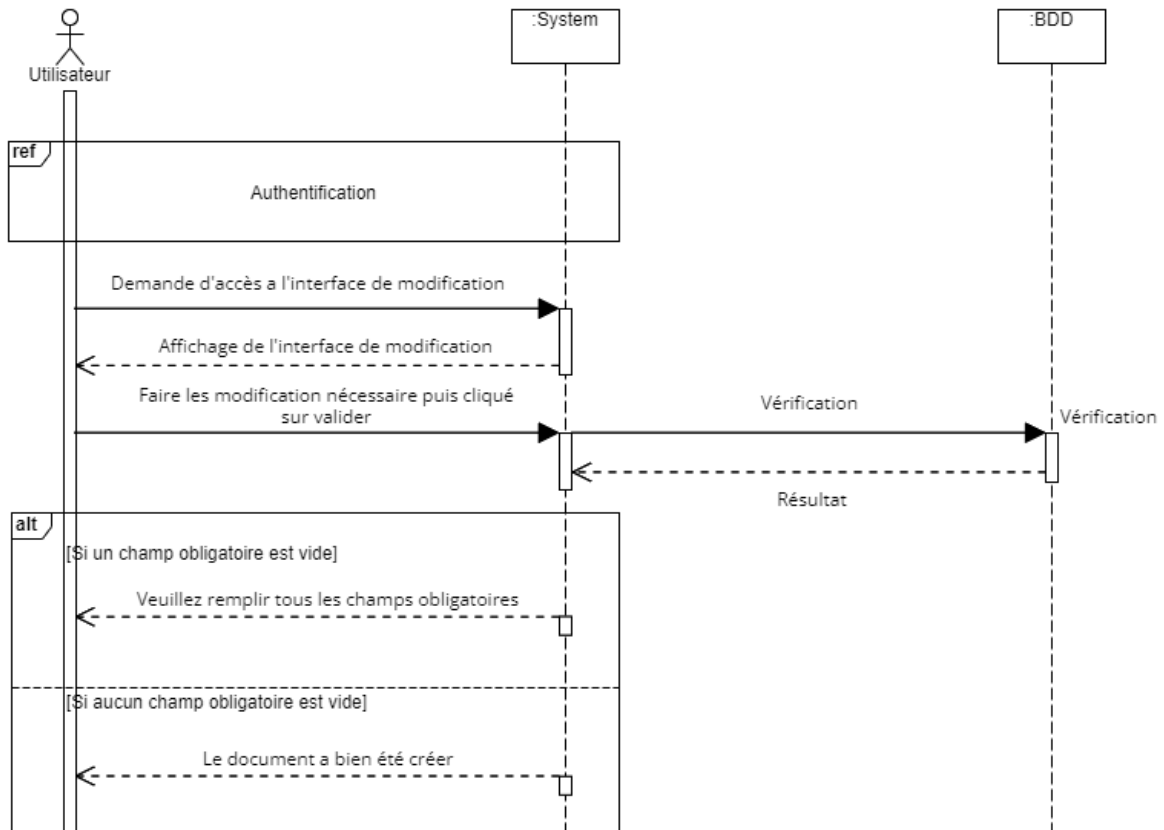 :System
:BDD
Utilisateur
ref
Authentification
Demande d'accès a l'interface de modification
Affichage de l'interface de modification
Faire les modification nécessaire puis cliqué
sur valider
Vérification
Vérification
Résultat
alt
[Si un champ obligatoire est vide]
Veuillez remplir tous les champs obligatoires
[Si aucun champ obligatoire est vide]
Le document a bien été créer